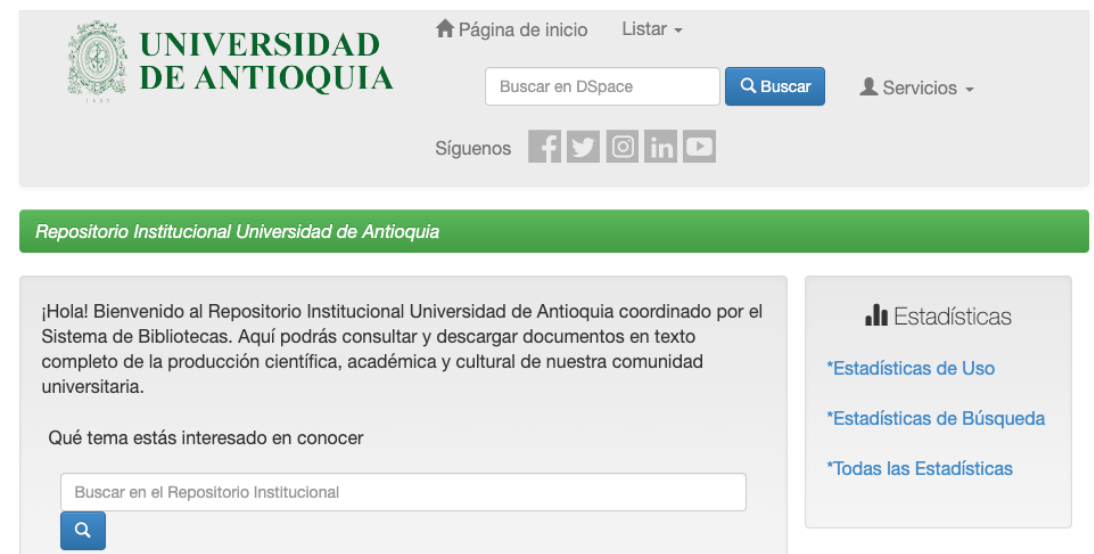 UNIVERSIDAD
DE ANTIOQUIA
1803
Página de inicio
Listar
Buscar en DSpace
Buscar
Servicios
Síguenos
Repositorio Institucional Universidad de Antioquia
¡Hola! Bienvenido al Repositorio Institucional Universidad de Antioquia coordinado por el
Sistema de Bibliotecas. Aquí podrás consultar y descargar documentos en texto
completo de la producción científica, académica y cultural de nuestra comunidad
universitaria.
Qué tema estás interesado en conocer
Buscar en el Repositorio Institucional
Estadísticas
*Estadísticas de Uso
*Estadísticas de Búsqueda
*Todas las Estadísticas